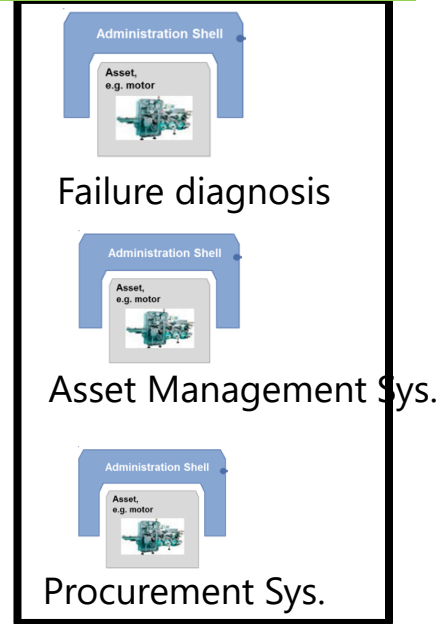 Administration Shell
Asset,
e.g. motor
Failure diagnosis
Administration Shell
Asset,
e.g. motor
Asset Management Sys.
Administration Shell
Asset,
e.g. motor
Procurement Sys.